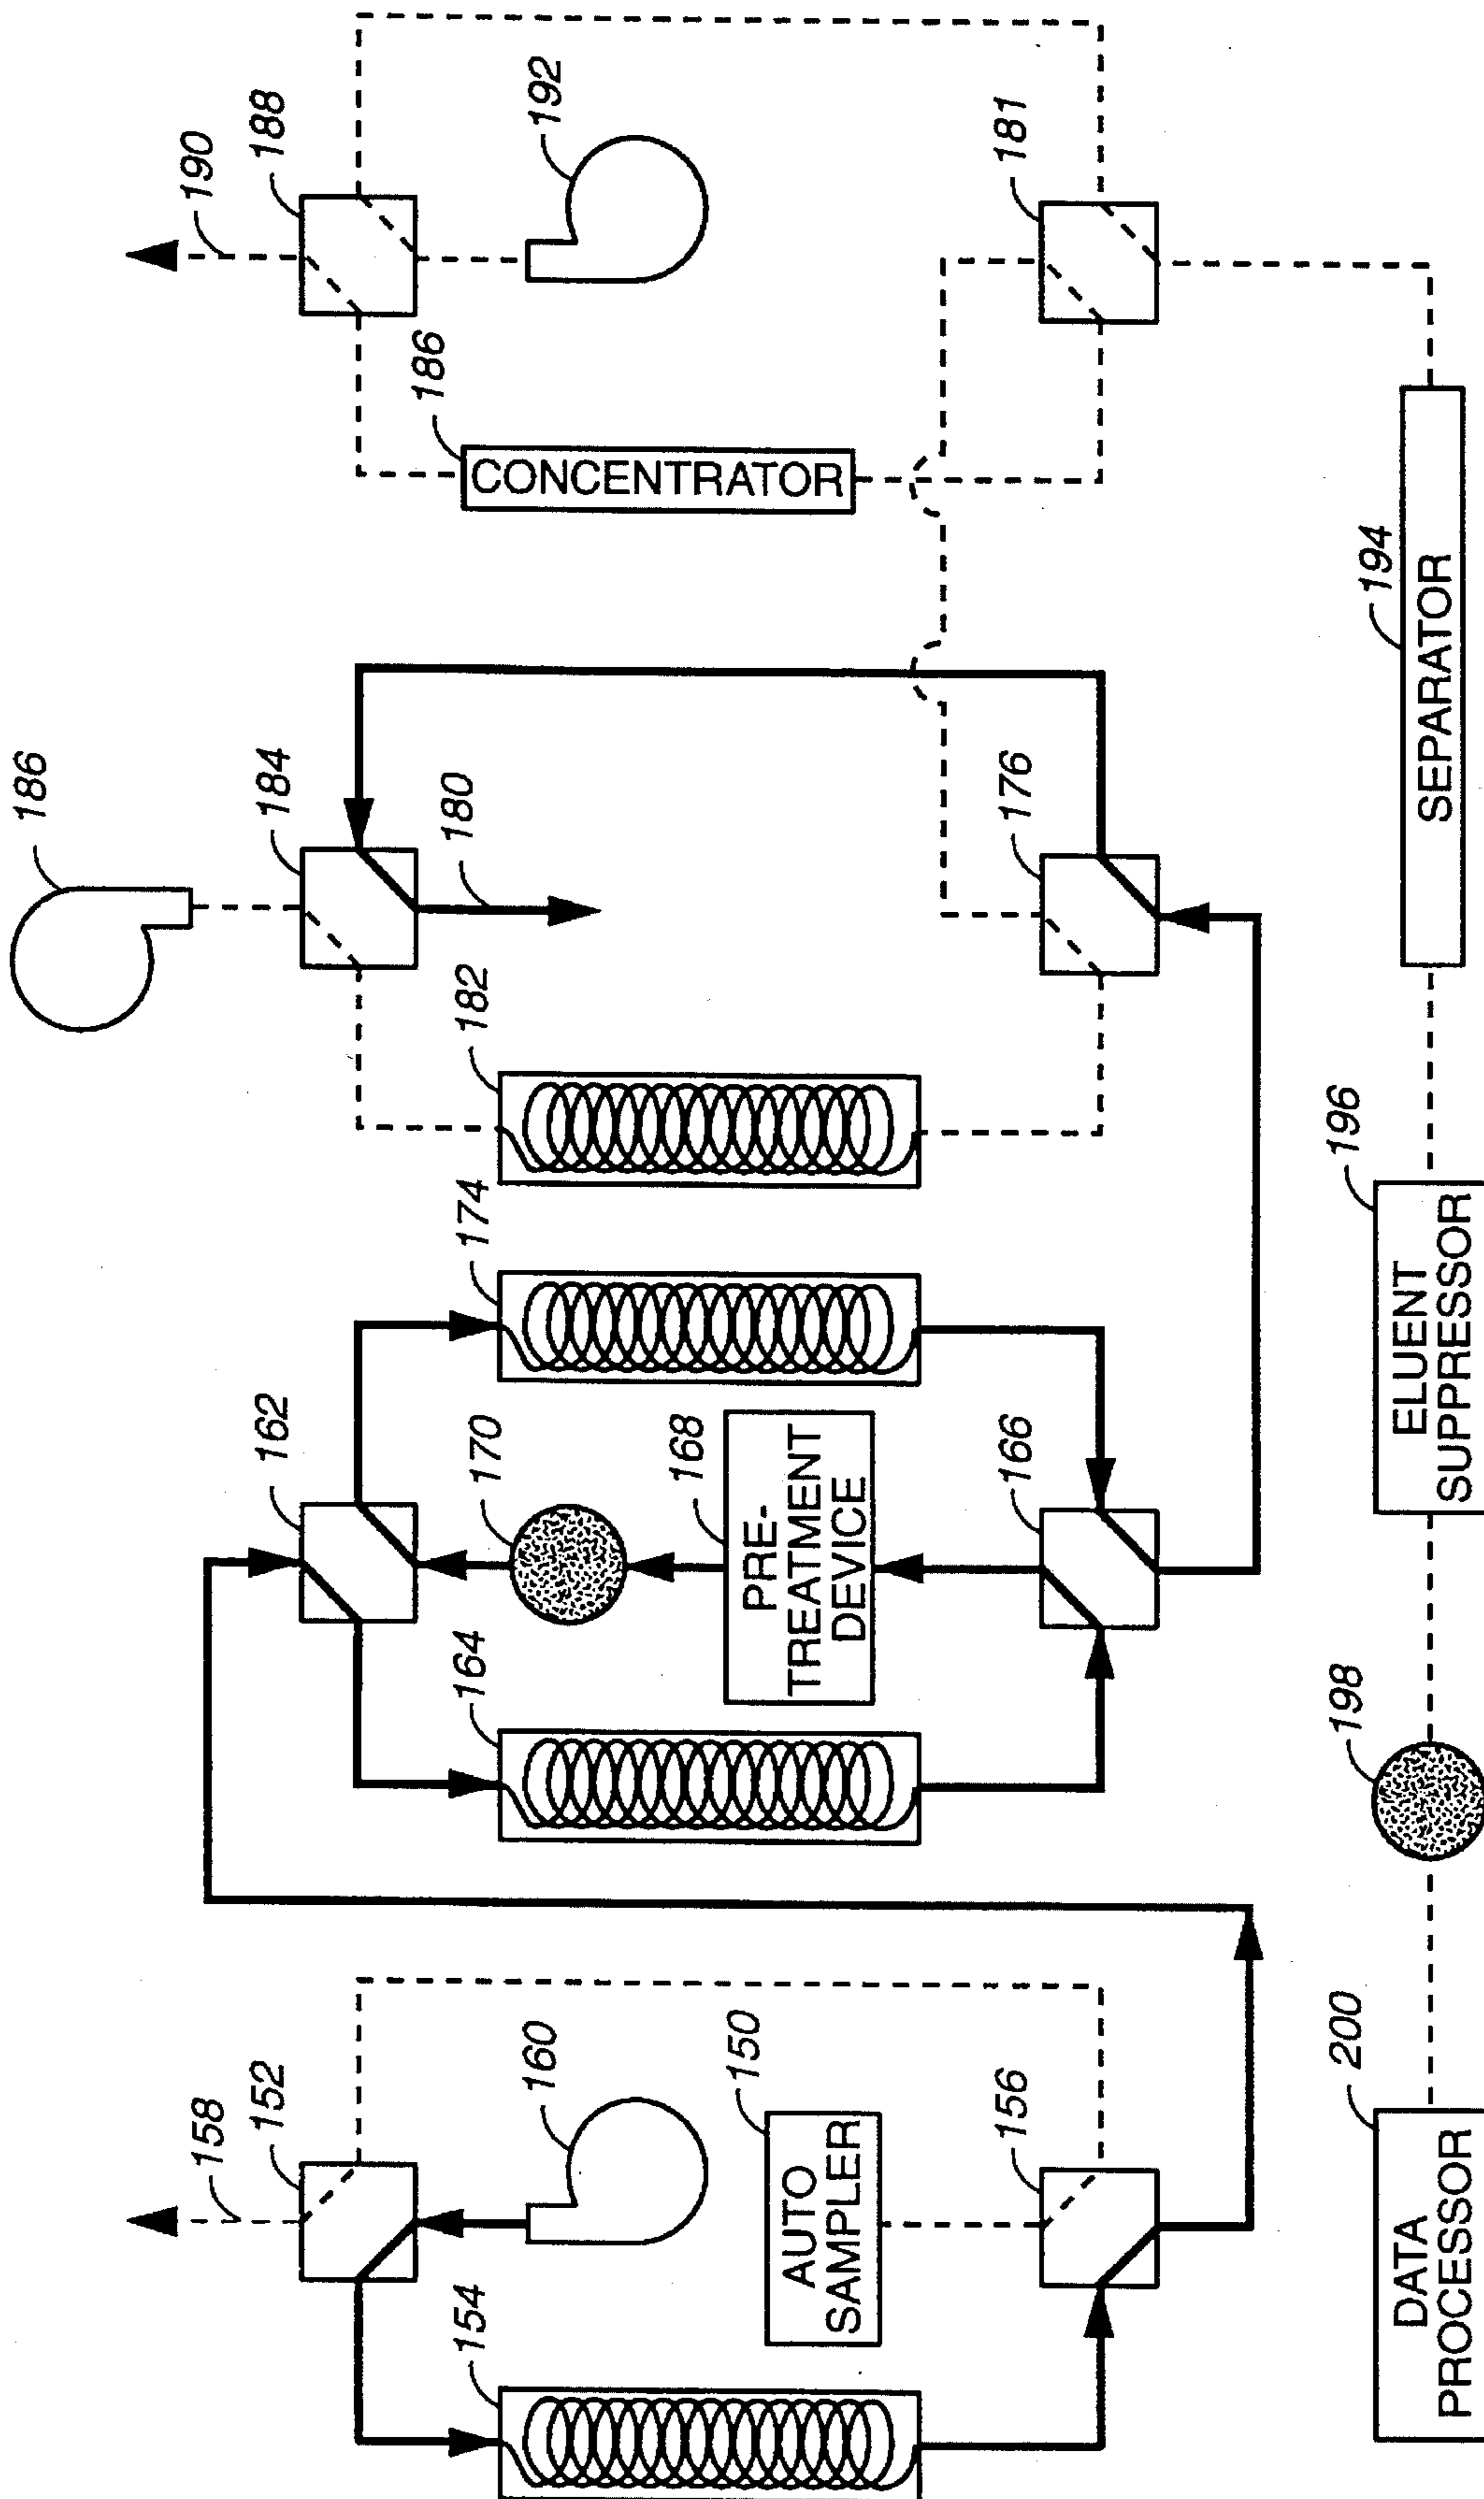 186
190
188
192
184
180
186
CONCENTRATOR
181
182
176
162
174
170
168
PRE-
TREATMENT
DEVICE
164
166
158
152
160
150
AUTO
SAMPLER
154
156
194
SEPARATOR
196
ELUENT
SUPPRESSOR
198
200
DATA
PROCESSOR